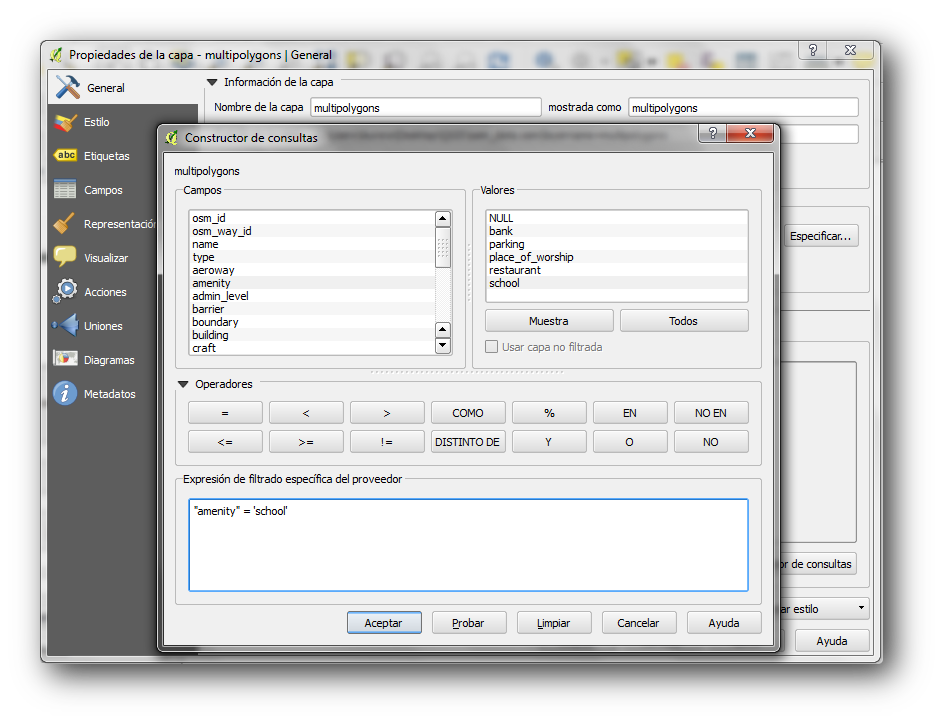 Propiedades de la capa - multipolygons | General
General
Estilo
Etiquetas
Campos
Representación
Visualizar
Acciones
Uniones
Diagramas
Metadatos
Información de la capa
Nombre de la capa multipolygons mostrada como multipolygons
Especificar...
de consultas
estilo
Ayuda
Constructor de consultas
multipolygons
Campos
osm_id
osm_way_id
name
type
aeroway
amenity
admin_level
barrier
boundary
building
craft
Valores
NULL
bank
parking
place_of_worship
restaurant
school
Muestra Todos
Usar capa no filtrada
Operadores
= < > COMO % EN NO EN
<= >= != DISTINTO DE Y O NO
Expresión de filtrado específica del proveedor
"amenity" = 'school'
Aceptar Probar Limpiar Cancelar Ayuda